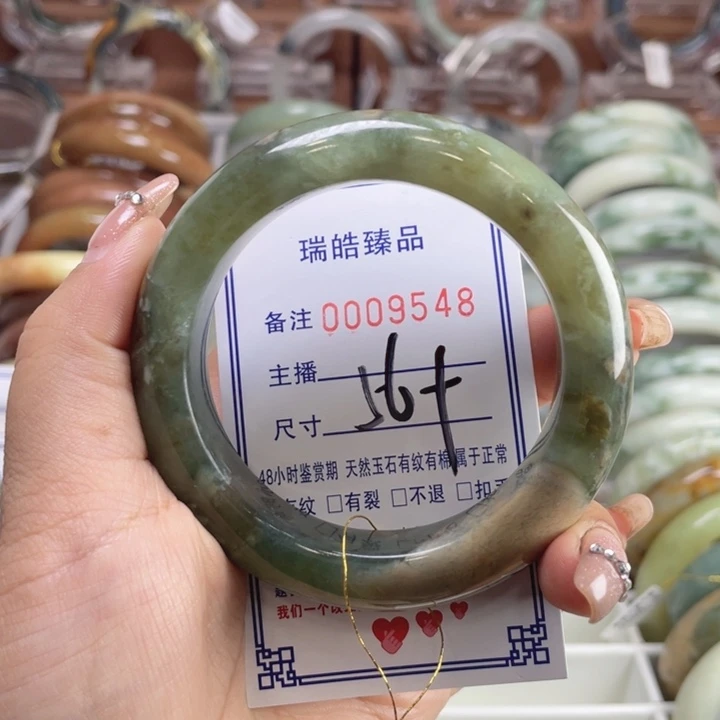 瑞皓臻品
备注 0009548
主播
尺寸 56+
48小时鉴赏期 天然玉石有纹有棉属于正常
有纹 □有裂 □不退 □扣
我们一个